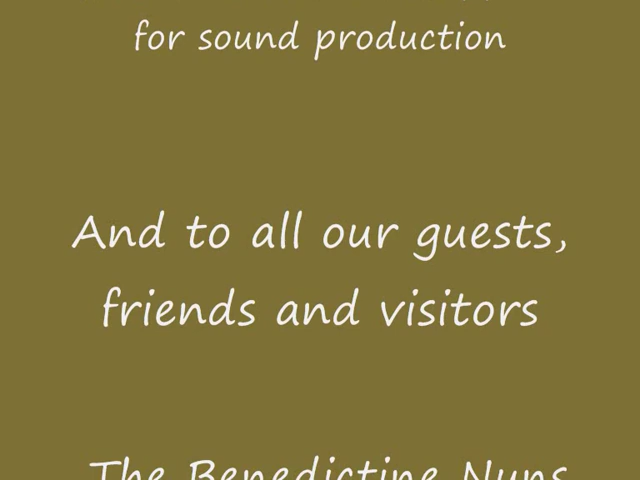 for sound production
And to all our guests,
friends and visitors
The Benedictine Nuns